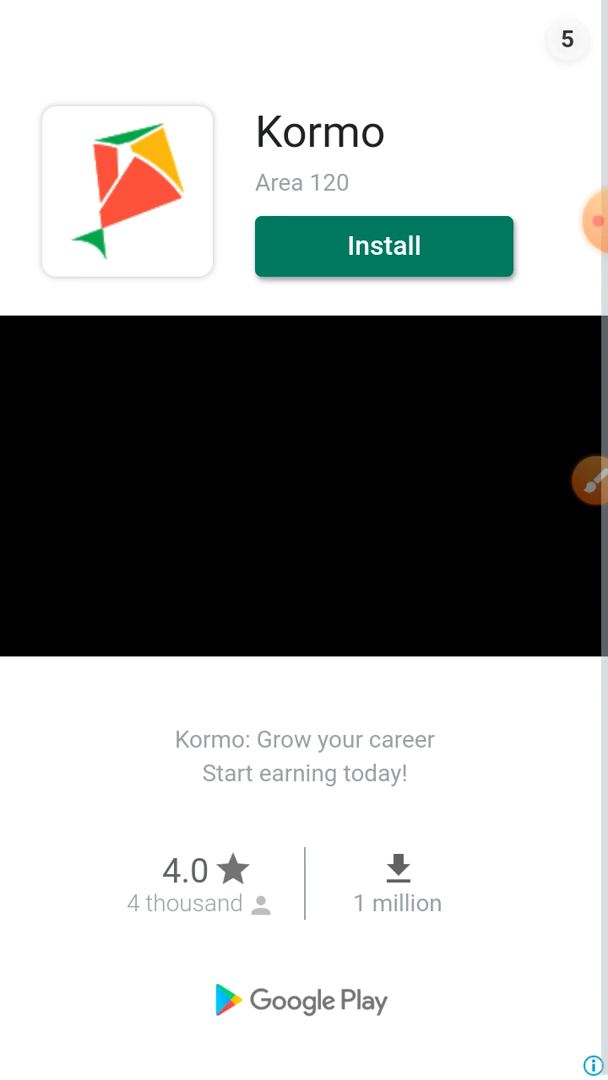 5
Kormo
Area 120
Install
Kormo: Grow your career
Start earning today!
4.0
4 thousand
1 million
Google Play